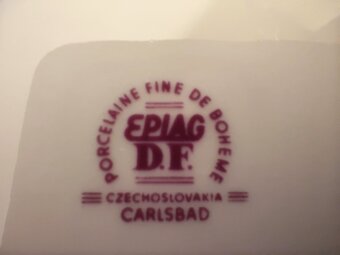 PORCELAINE FINE DE BOHEME
EPIAG
D.F.
CZECHOSLOVAKIA
CARLSBAD